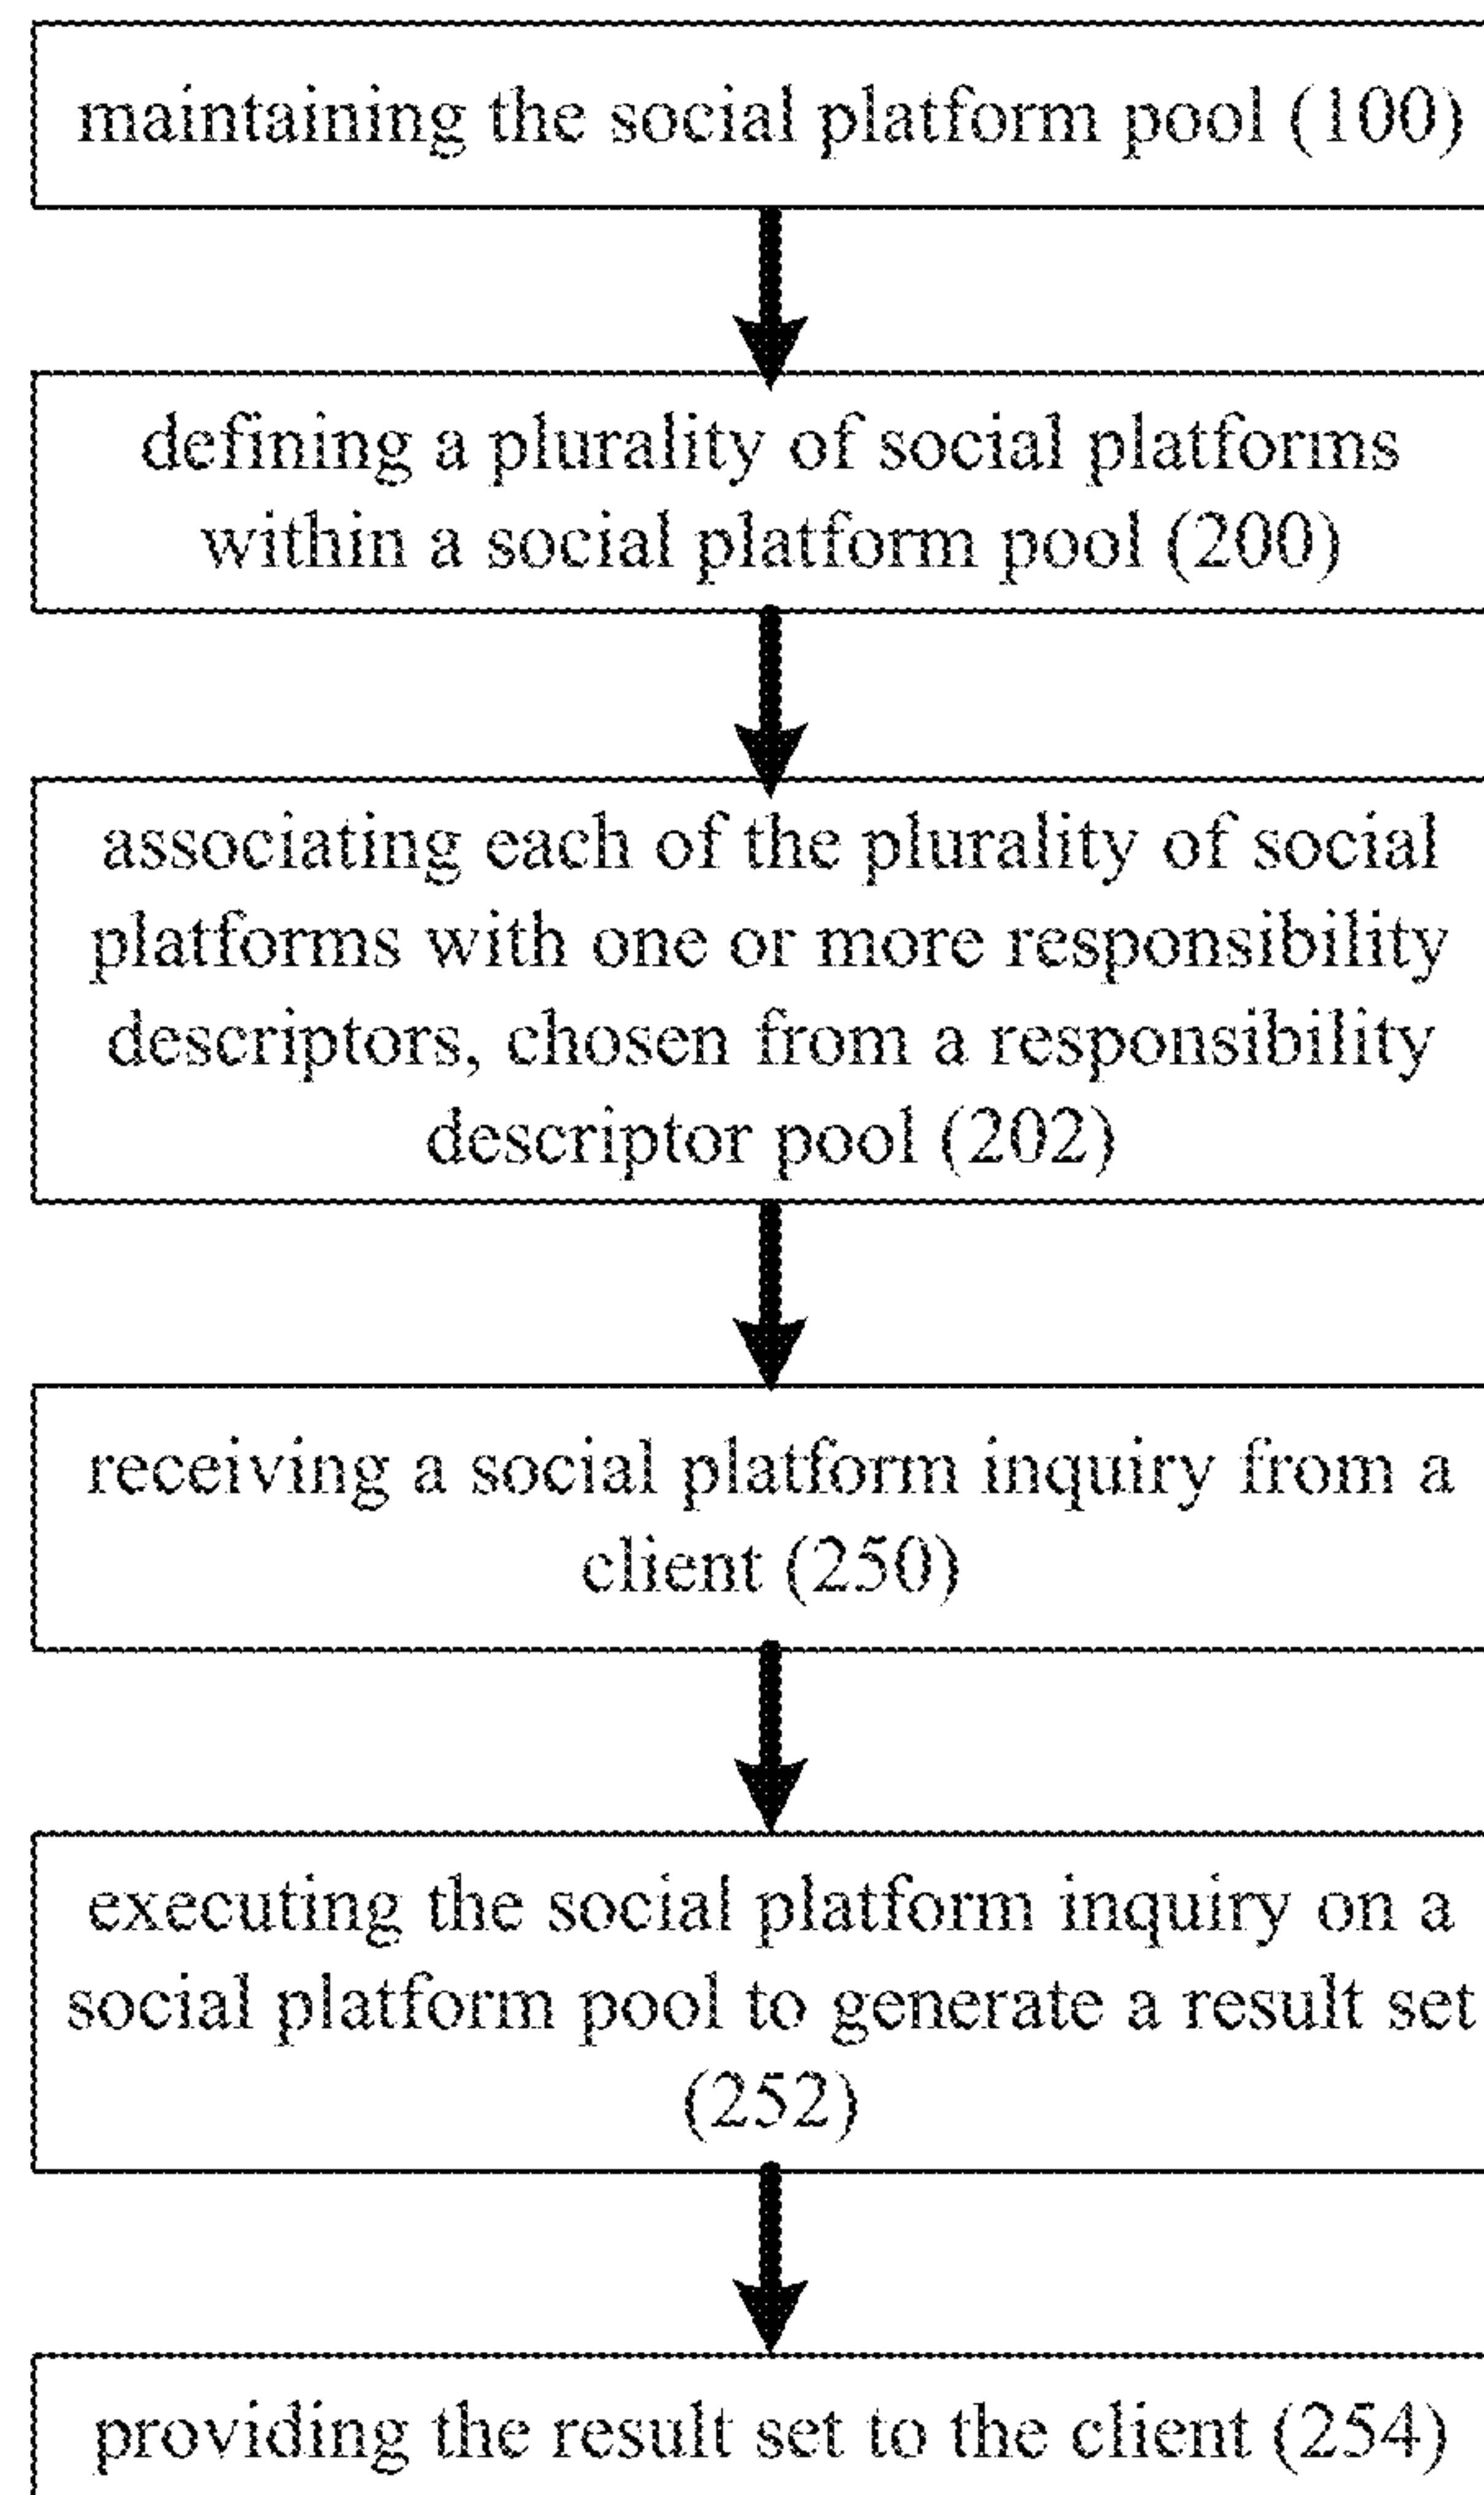 maintaining the social platform pool (100)
defining a plurality of social platforms
within a social platform pool (200)
associating each of the plurality of social
platforms with one or more responsibility
descriptors, chosen from a responsibility
descriptor pool (202)
receiving a social platform inquiry from a
client (250)
executing the social platform inquiry on a
social platform pool to generate a result set
(252)
providing the result set to the client (254)